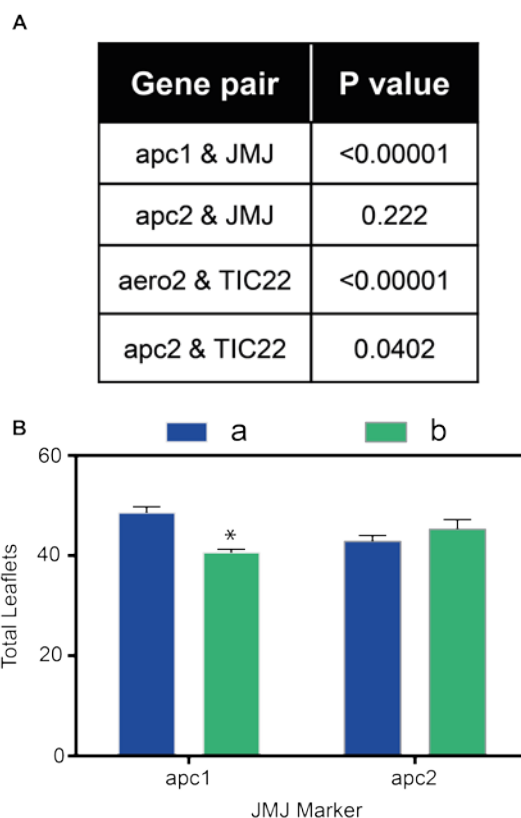 A
Gene pair P value
apc1 & JMJ <0.00001
apc2 & JMJ 0.222
aero2 & TIC22 <0.00001
apc2 & TIC22 0.0402
B
a b
60
40
20
0
Total Leaflets
*
apc1 apc2
JMJ Marker